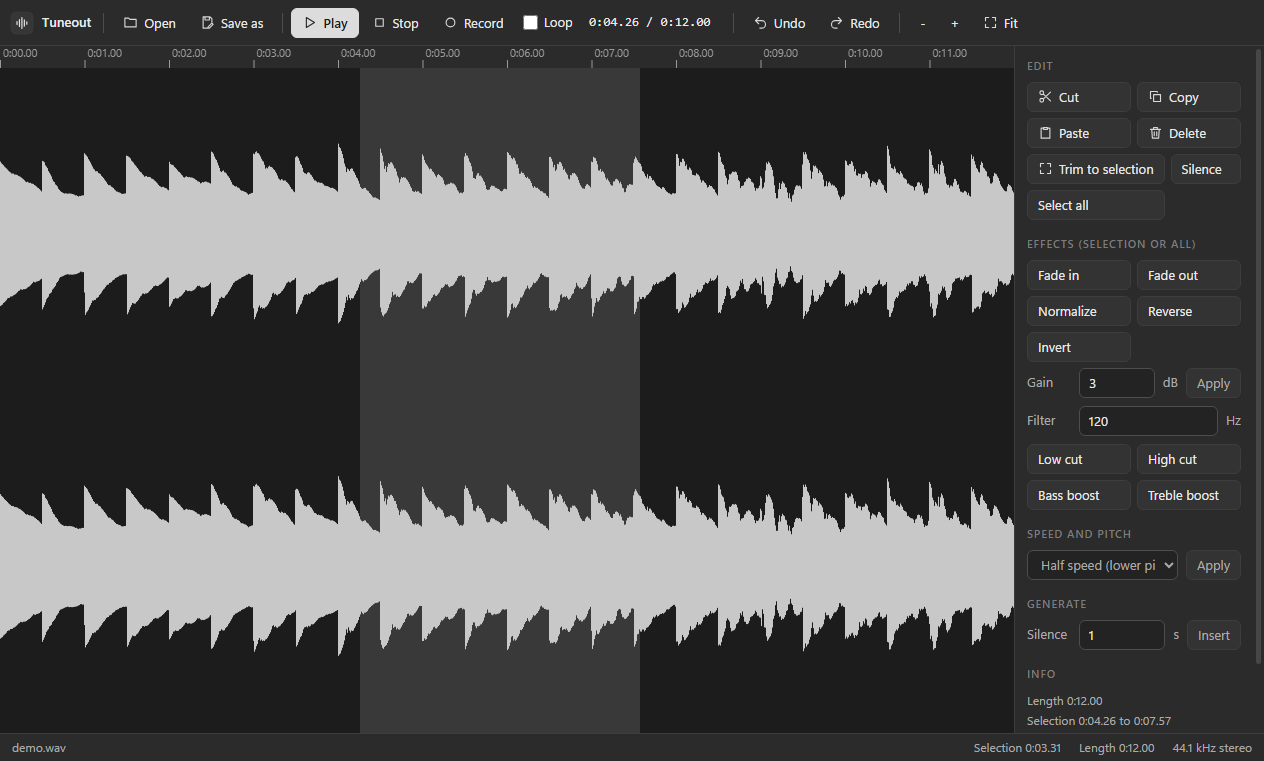 Tuneout Open Save as Play Stop Record Loop 0:04.26 / 0:12.00 Undo Redo - + Fit
0:00.00 0:01.00 0:02.00 0:03.00 0:04.00 0:05.00 0:06.00 0:07.00 0:08.00 0:09.00 0:10.00 0:11.00
EDIT
Cut Copy
Paste Delete
Trim to selection Silence
Select all
EFFECTS (SELECTION OR ALL)
Fade in Fade out
Normalize Reverse
Invert
Gain 3 dB Apply
Filter 120 Hz
Low cut High cut
Bass boost Treble boost
SPEED AND PITCH
Half speed (lower pi Apply
GENERATE
Silence 1 s Insert
INFO
Length 0:12.00
Selection 0:04.26 to 0:07.57
demo.wav Selection 0:03.31 Length 0:12.00 44.1 kHz stereo